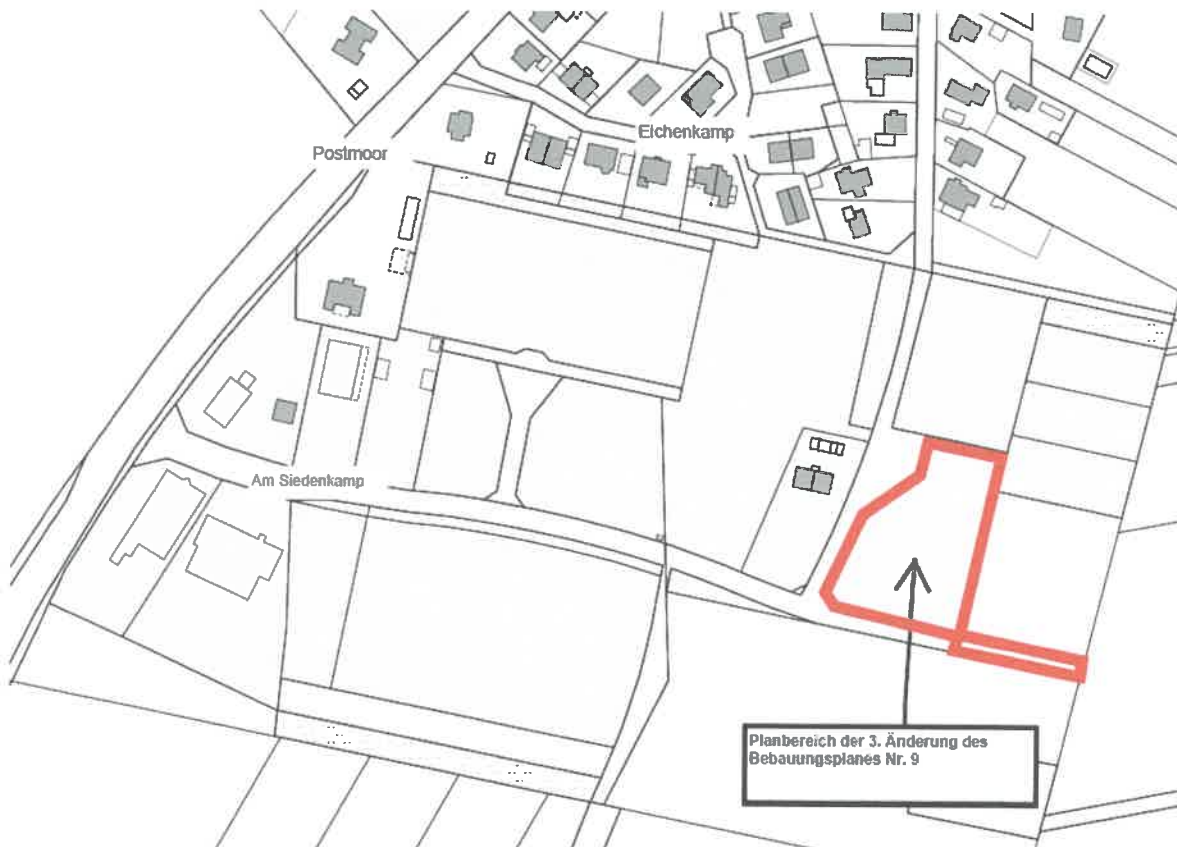 Eichenkamp
Postmoor
Am Siedenkamp
Planbereich der 3. Änderung des
Bebauungsplanes Nr. 9